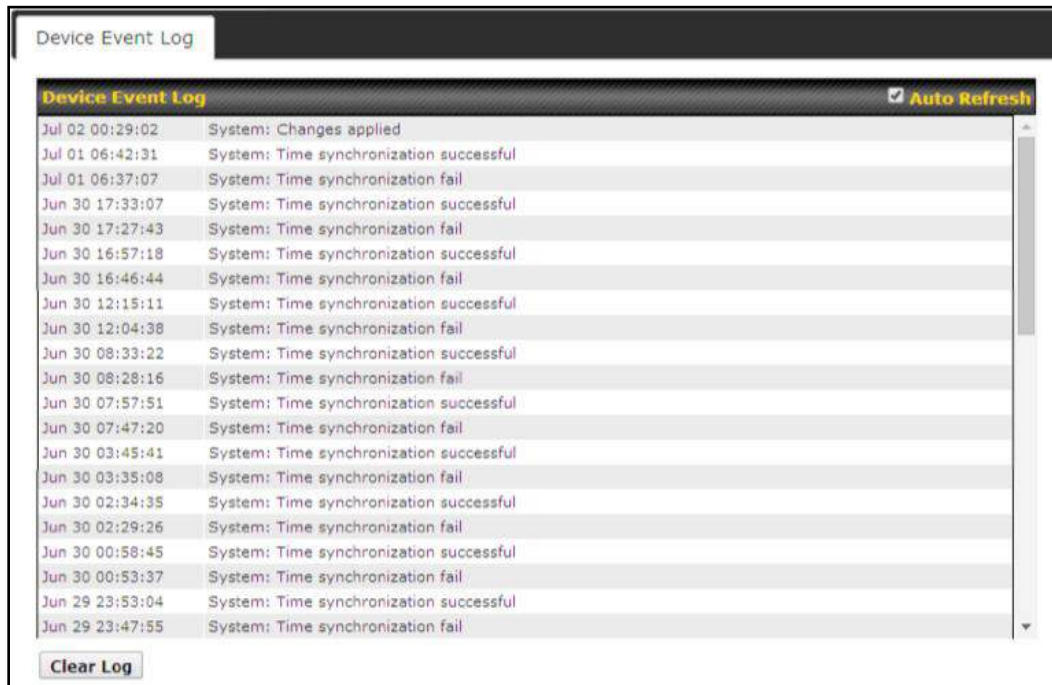 Device Event Log
Device Event Log Auto Refresh
Jul 02 00:29:02 System: Changes applied
Jul 01 06:42:31 System: Time synchronization successful
Jul 01 06:37:07 System: Time synchronization fail
Jun 30 17:33:07 System: Time synchronization successful
Jun 30 17:27:43 System: Time synchronization fail
Jun 30 16:57:18 System: Time synchronization successful
Jun 30 16:46:44 System: Time synchronization fail
Jun 30 12:15:11 System: Time synchronization successful
Jun 30 12:04:38 System: Time synchronization fail
Jun 30 08:33:22 System: Time synchronization successful
Jun 30 08:28:16 System: Time synchronization fail
Jun 30 07:57:51 System: Time synchronization successful
Jun 30 07:47:20 System: Time synchronization fail
Jun 30 03:45:41 System: Time synchronization successful
Jun 30 03:35:08 System: Time synchronization fail
Jun 30 02:34:35 System: Time synchronization successful
Jun 30 02:29:26 System: Time synchronization fail
Jun 30 00:58:45 System: Time synchronization successful
Jun 30 00:53:37 System: Time synchronization fail
Jun 29 23:53:04 System: Time synchronization successful
Jun 29 23:47:55 System: Time synchronization fail
Clear Log